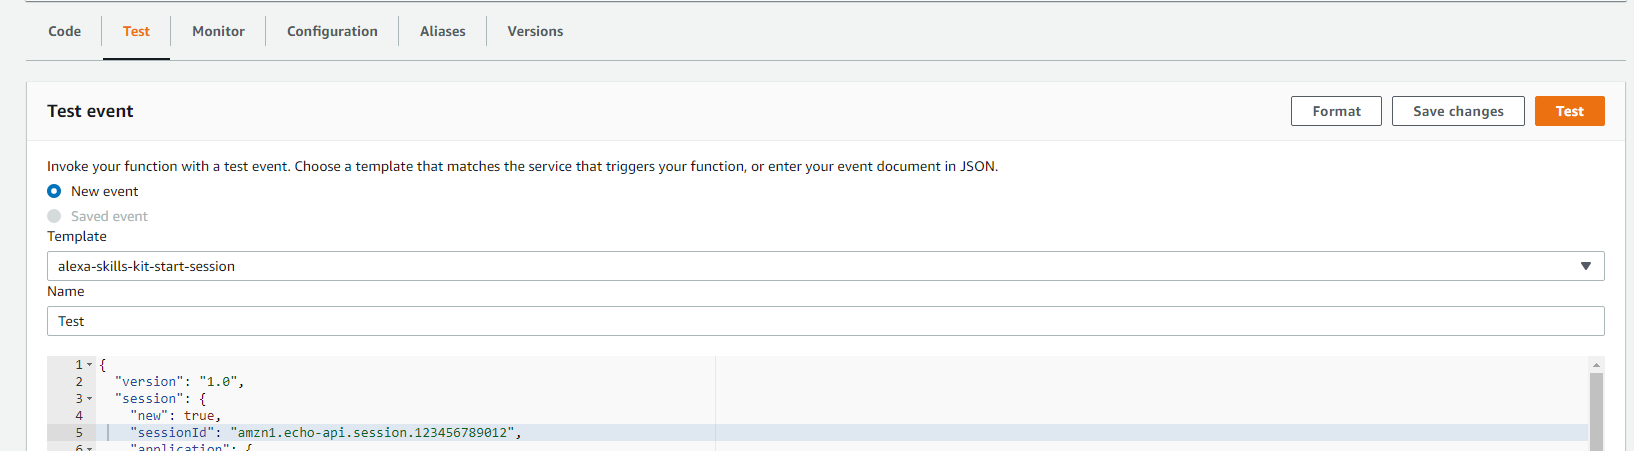 Code Test Monitor Configuration Aliases Versions
Test event Format Save changes Test
Invoke your function with a test event. Choose a template that matches the service that triggers your function, or enter your event document in JSON.
New event
Saved event
Template
alexa-skills-kit-start-session
Name
Test
1 {
2 "version": "1.0",
3 "session": {
4 "new": true,
5 "sessionId": "amzn1.echo-api.session.123456789012",
6 "application": {